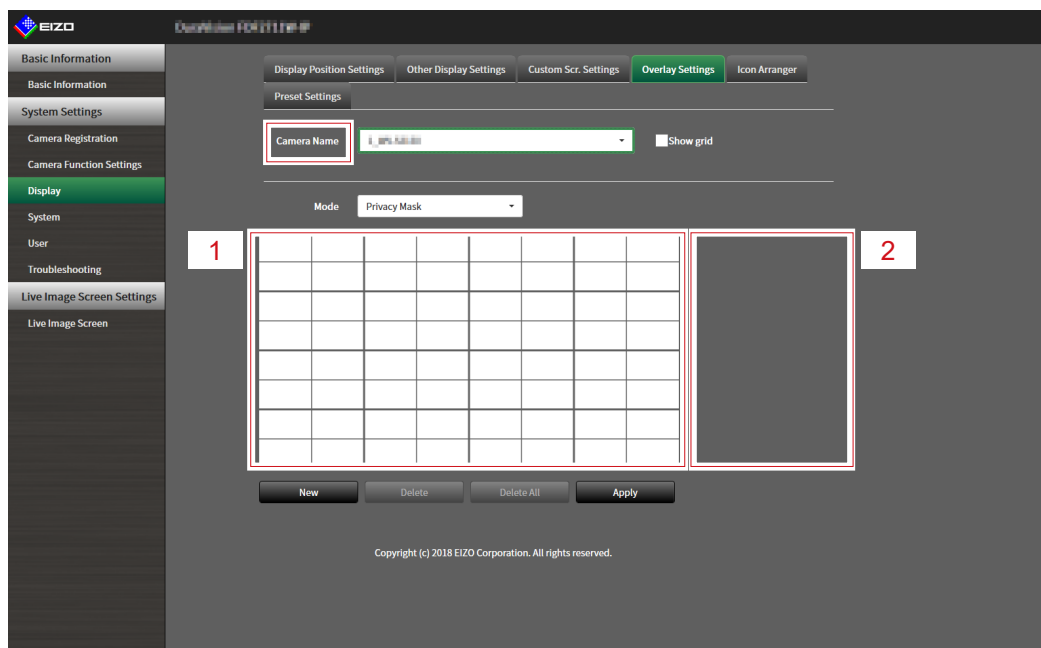 EIZO
Basic Information
Basic Information
System Settings
Camera Registration
Camera Function Settings
Display
System
User
Troubleshooting
Live Image Screen Settings
Live Image Screen
Display Position Settings Other Display Settings Custom Scr. Settings Overlay Settings Icon Arranger
Preset Settings
Camera Name Show grid
Mode Privacy Mask
1 2
New Delete Delete All Apply
Copyright (c) 2018 EIZO Corporation. All rights reserved.